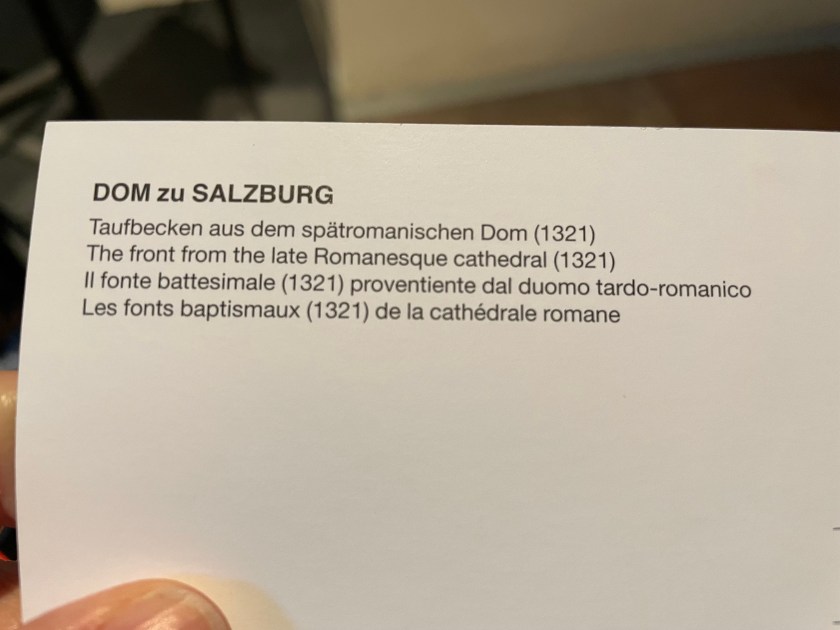 DOM zu SALZBURG
Taufbecken aus dem spätromanischen Dom (1321)
The front from the late Romanesque cathedral (1321)
Il fonte battesimale (1321) proventiente dal duomo tardo-romanico
Les fonts baptismaux (1321) de la cathédrale romane